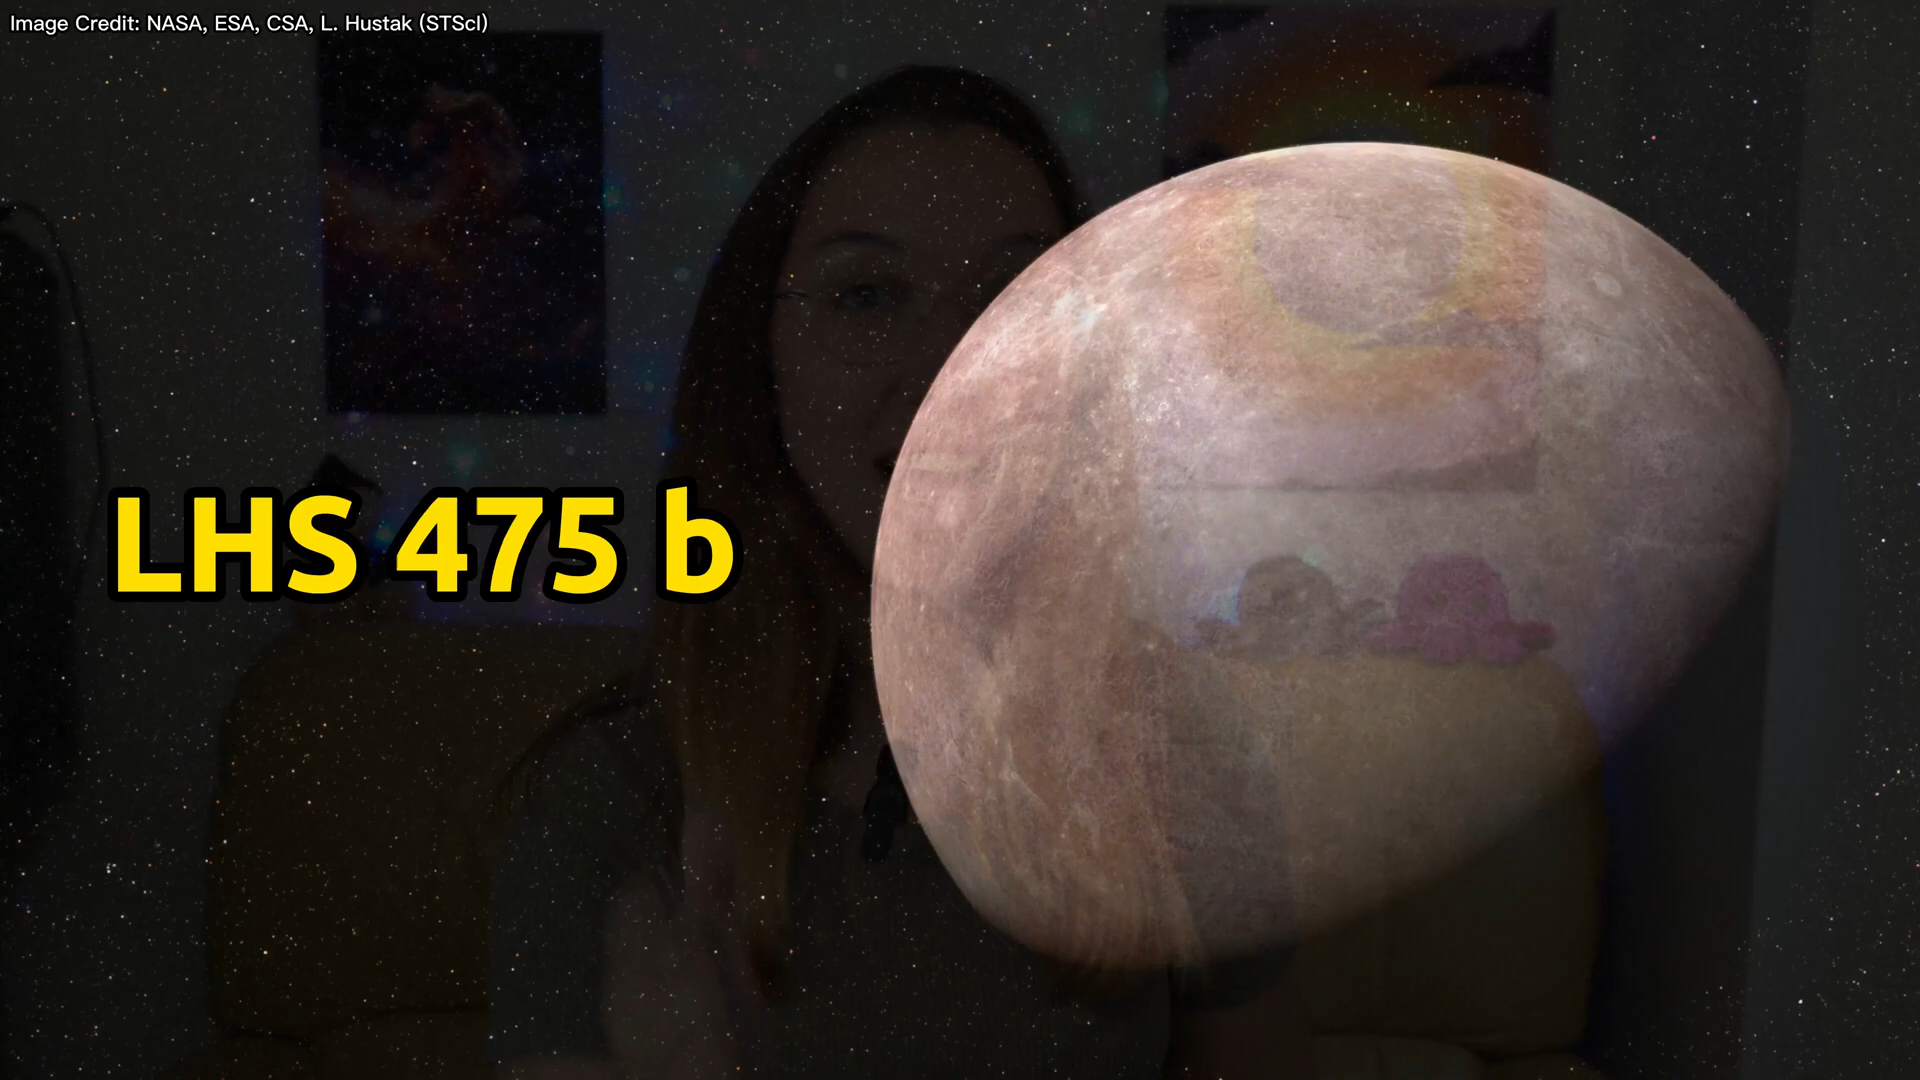 Image Credit: NASA, ESA, CSA, L. Hustak (STScI)
LHS 475 b